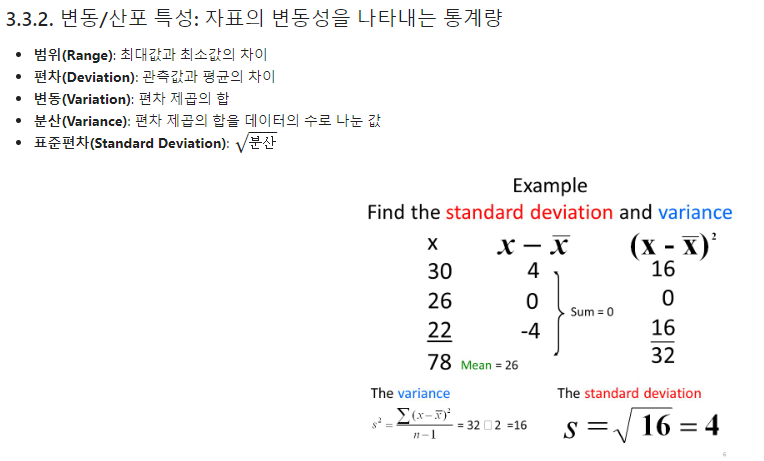 3.3.2. 변동/산포 특성: 자표의 변동성을 나타내는 통계량
• 범위(Range): 최대값과 최소값의 차이
• 편차(Deviation): 관측값과 평균의 차이
• 변동(Variation): 편차 제곱의 합
• 분산(Variance): 편차 제곱의 합을 데이터의 수로 나눈 값
• 표준편차(Standard Deviation): √분산
Example
Find the standard deviation and variance
x x − x̅ (x - x̅)²
30 4 16
26 0 0
Sum = 0
22 -4 16
78 Mean = 26 32
The variance The standard deviation
s² = ∑(x−x̅)² / n−1 = 32 □ 2 =16
s = √16 = 4